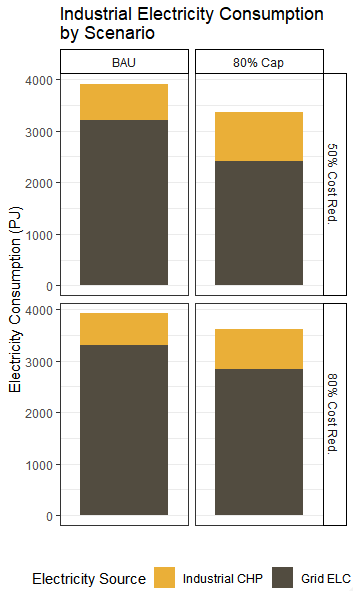 Industrial Electricity Consumption
by Scenario
BAU
80% Cap
Electricity Consumption (PJ)
4000
3000
2000
1000
0
50% Cost Red.
4000
3000
2000
1000
0
80% Cost Red.
Electricity Source
Industrial CHP
Grid ELC